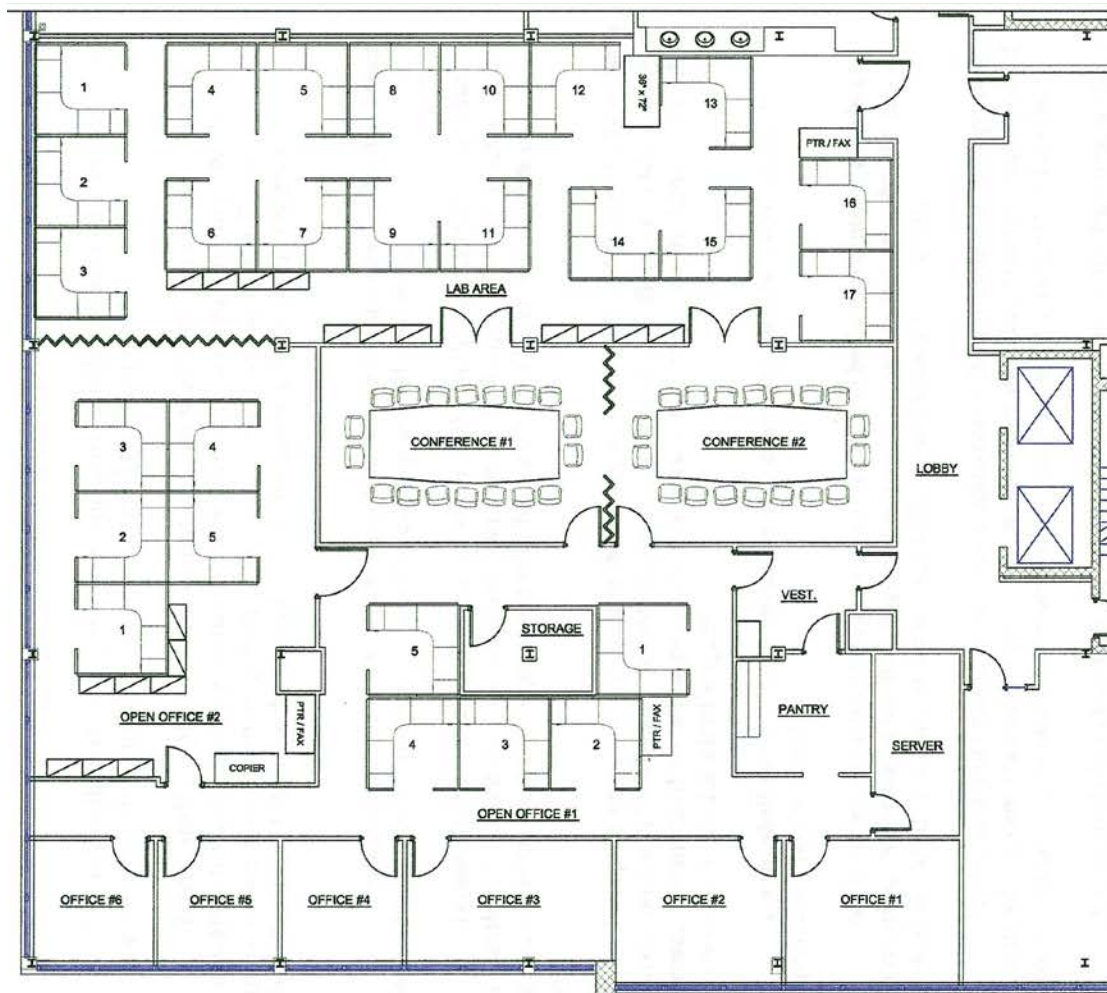 1
4
5
8
10
12
36" x 72"
13
PTR / FAX
2
16
3
6
7
9
11
14
15
17
LAB AREA
CONFERENCE #1
CONFERENCE #2
LOBBY
3
4
2
5
1
VEST.
STORAGE
5
1
OPEN OFFICE #2
PTR / FAX
COPIER
PANTRY
PTR / FAX
SERVER
4
3
2
OPEN OFFICE #1
OFFICE #6
OFFICE #5
OFFICE #4
OFFICE #3
OFFICE #2
OFFICE #1